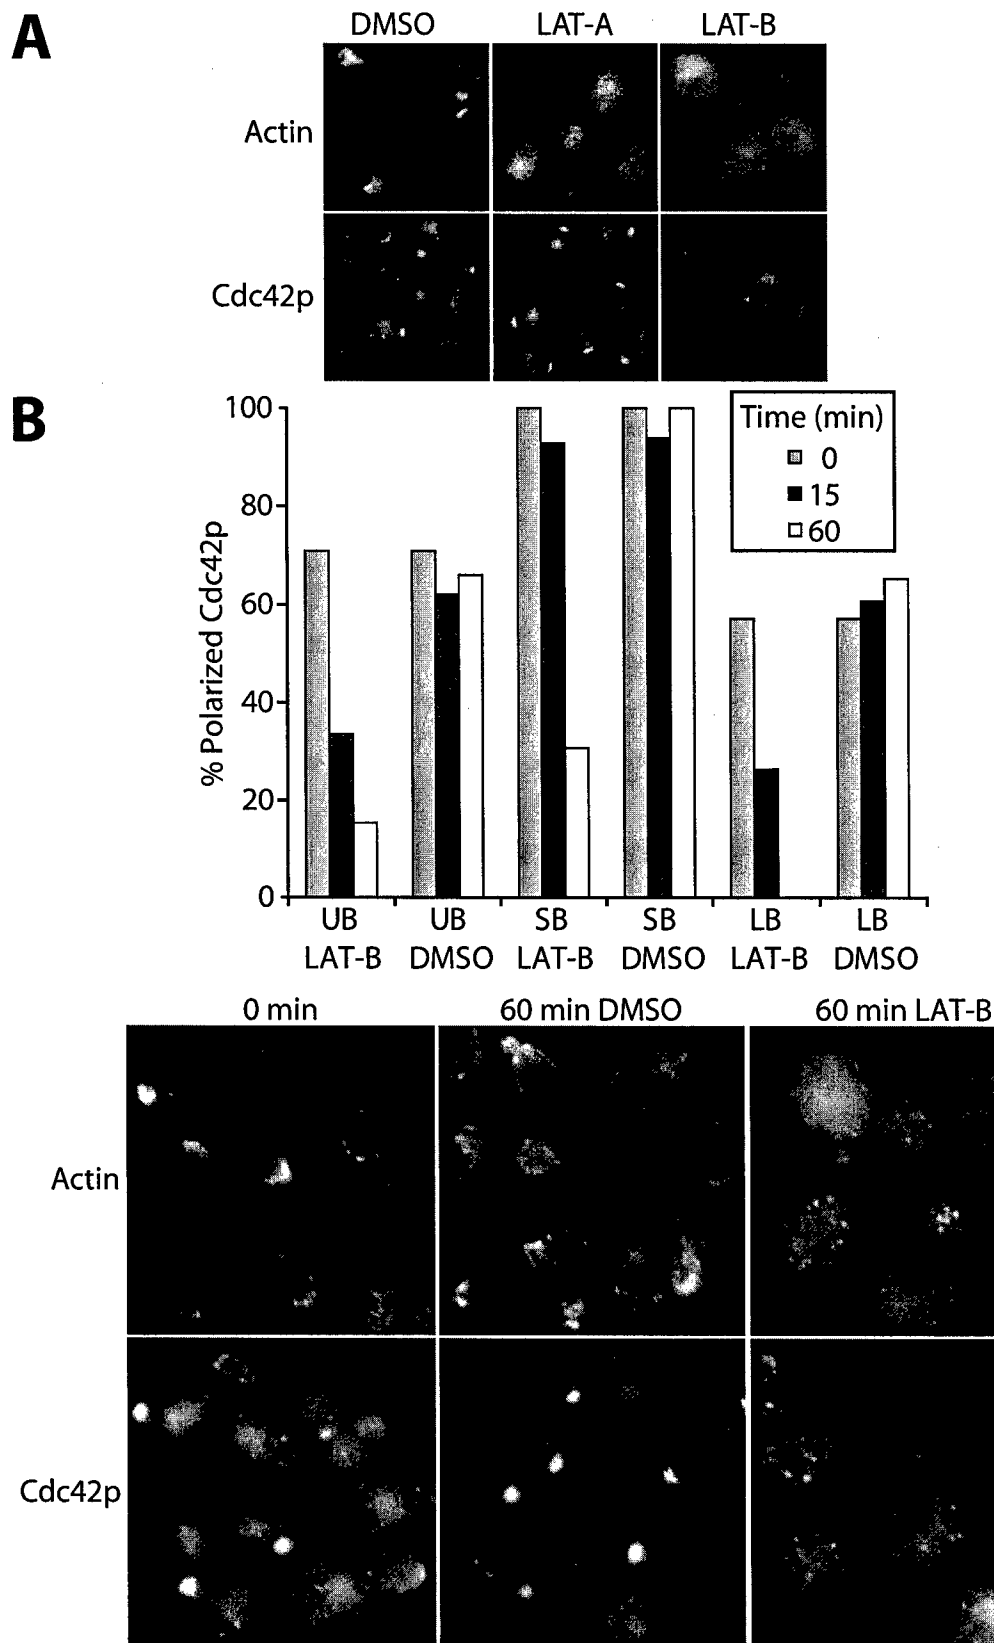 A
DMSO LAT-A LAT-B
Actin
Cdc42p
B
% Polarized Cdc42p
100
80
60
40
20
0
Time (min)
0
15
60
UB UB SB SB LB LB
LAT-B DMSO LAT-B DMSO LAT-B DMSO
0 min 60 min DMSO 60 min LAT-B
Actin
Cdc42p